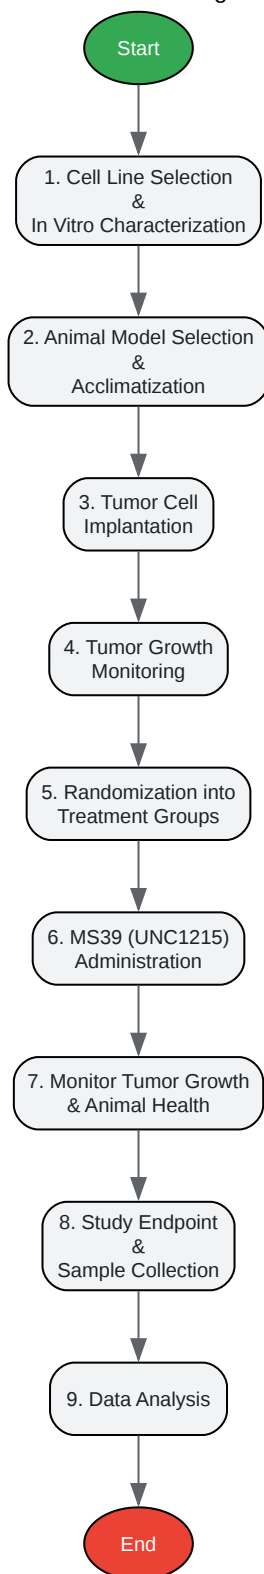 Start
1. Cell Line Selection
&
In Vitro Characterization
2. Animal Model Selection
&
Acclimatization
3. Tumor Cell
Implantation
4. Tumor Growth
Monitoring
5. Randomization into
Treatment Groups
6. MS39 (UNC1215)
Administration
7. Monitor Tumor Growth
& Animal Health
8. Study Endpoint
&
Sample Collection
9. Data Analysis
End